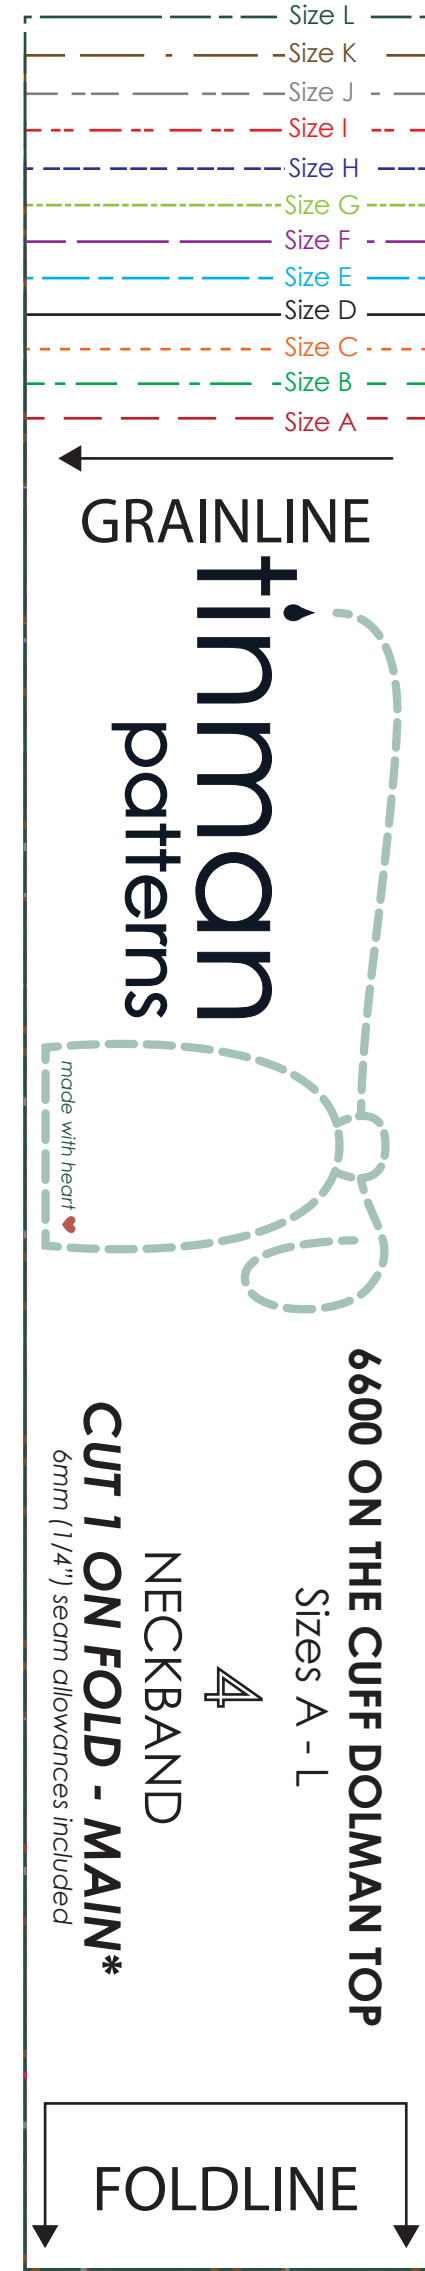 Size L
Size K
Size J
Size I
Size H
Size G
Size F
Size E
Size D
Size C
Size B
Size A
GRAINLINE
tinman
patterns
made with heart
6600 ON THE CUFF DOLMAN TOP
Sizes A - L
4
NECKBAND
CUT 1 ON FOLD - MAIN*
6mm (1/4") seam allowances included
FOLDLINE